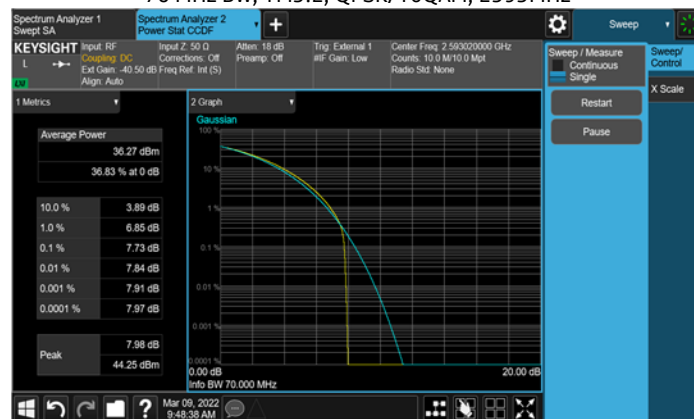 Spectrum Analyzer 1
Swept SA
Spectrum Analyzer 2
Power Stat CCDF
Sweep
KEYSIGHT
L
LXI
Input: RF
Coupling: DC
Ext Gain: -40.50 dB
Align: Auto
Input Z: 50 Ω
Corrections: Off
Freq Ref: Int (S)
Atten: 18 dB
Preamp: Off
Trig: External 1
#IF Gain: Low
Center Freq: 2.593020000 GHz
Counts: 10.0 M/10.0 Mpt
Radio Std: None
Sweep / Measure
Continuous
Single
Restart
Pause
Sweep/
Control
X Scale
1 Metrics
Average Power
36.27 dBm
36.83 % at 0 dB
10.0 % 3.89 dB
1.0 % 6.85 dB
0.1 % 7.73 dB
0.01 % 7.84 dB
0.001 % 7.91 dB
0.0001 % 7.97 dB
Peak
7.98 dB
44.25 dBm
2 Graph
Gaussian
100 %
10 %
1 %
0.1 %
0.01 %
0.001 %
0.0001 %
0.00 dB 20.00 dB
Info BW 70.000 MHz
Mar 09, 2022
9:48:38 AM